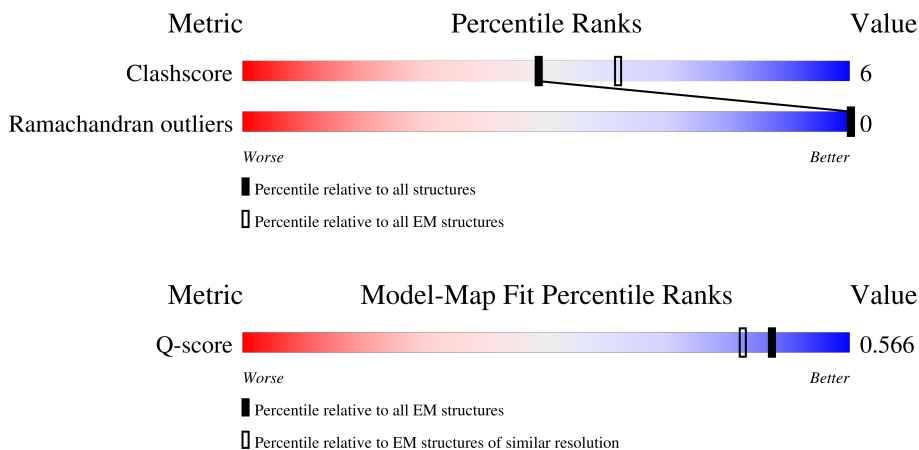 Metric Percentile Ranks Value
Clashscore 6
Ramachandran outliers 0
Worse Better
Percentile relative to all structures
Percentile relative to all EM structures
Metric Model-Map Fit Percentile Ranks Value
Q-score 0.566
Worse Better
Percentile relative to all EM structures
Percentile relative to EM structures of similar resolution